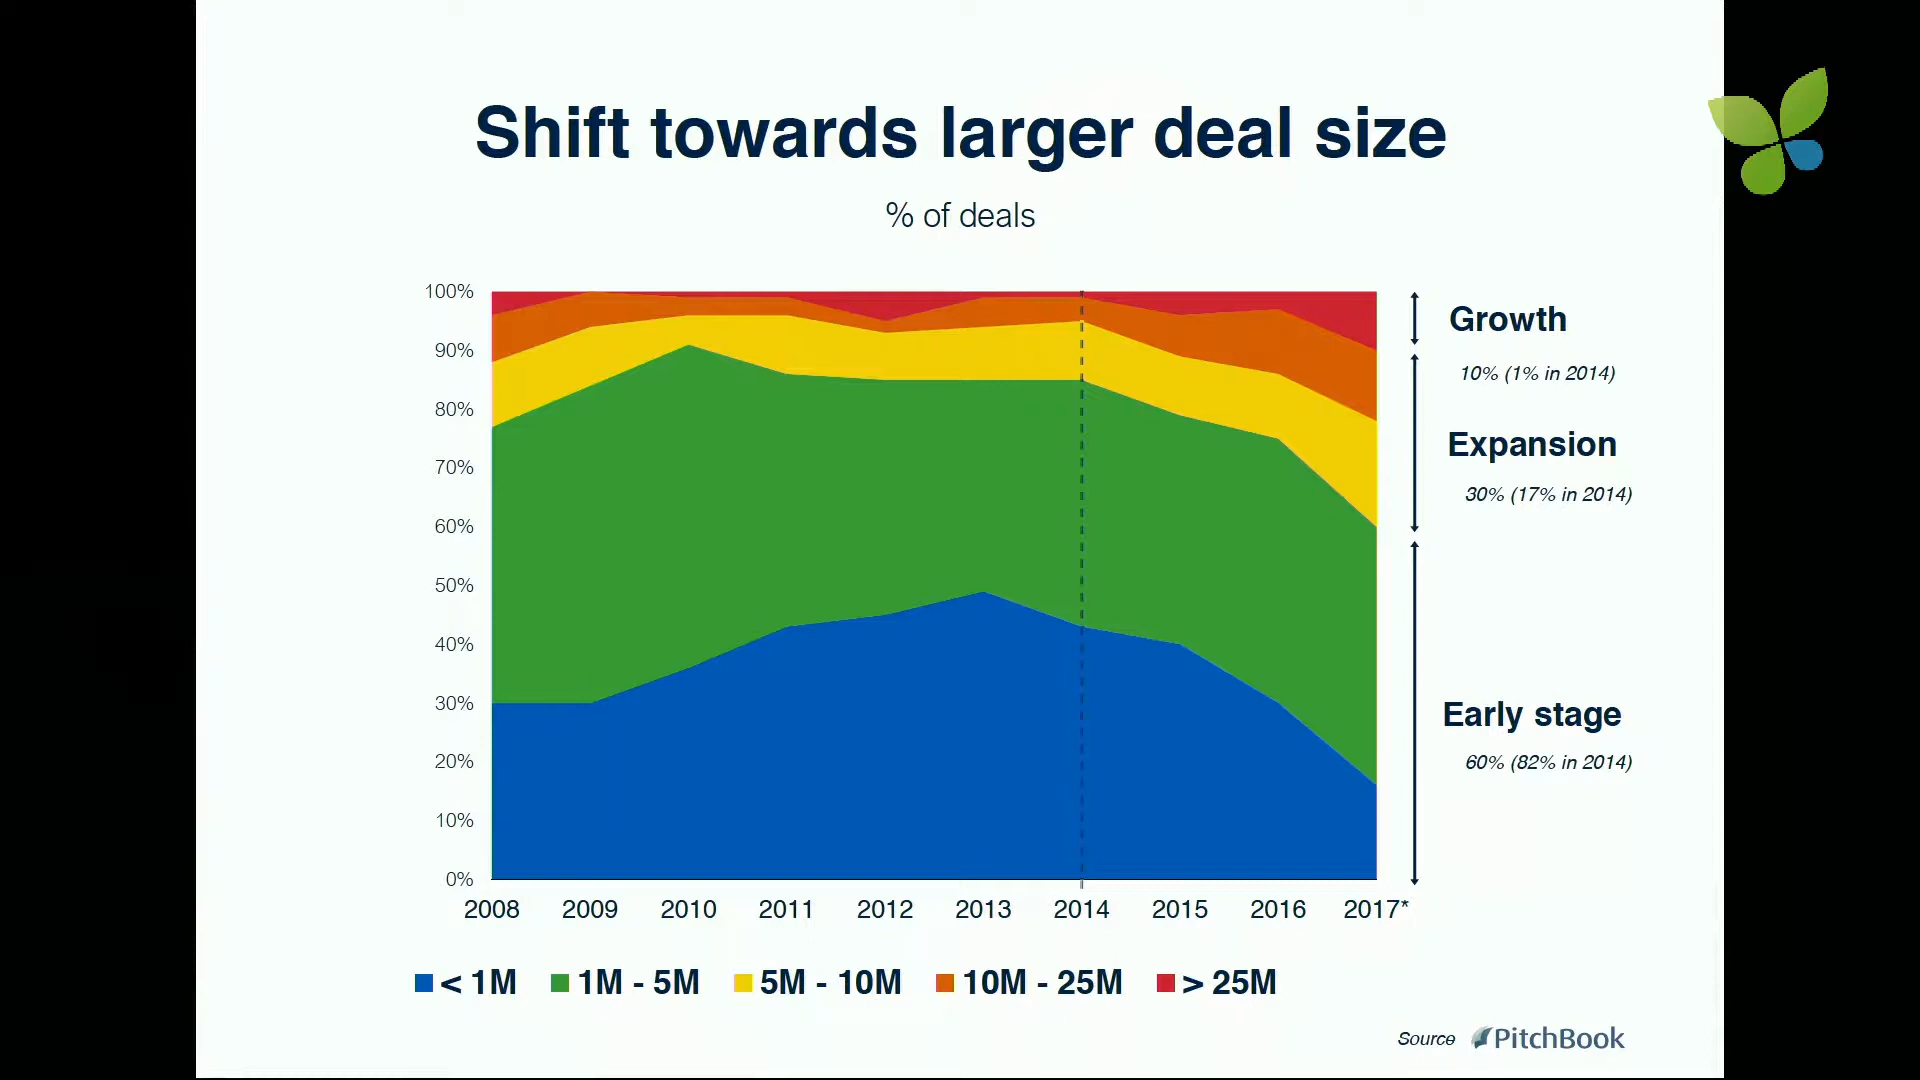 Shift towards larger deal size
% of deals
100%
90%
80%
70%
60%
50%
40%
30%
20%
10%
0%
2008 2009 2010 2011 2012 2013 2014 2015 2016 2017*
Growth
10% (1% in 2014)
Expansion
30% (17% in 2014)
Early stage
60% (82% in 2014)
< 1M 1M - 5M 5M - 10M 10M - 25M > 25M
Source PitchBook